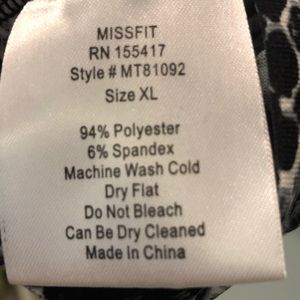 MISSFIT
RN 155417
Style # MT81092
Size XL
94% Polyester
6% Spandex
Machine Wash Cold
Dry Flat
Do Not Bleach
Can Be Dry Cleaned
Made In China